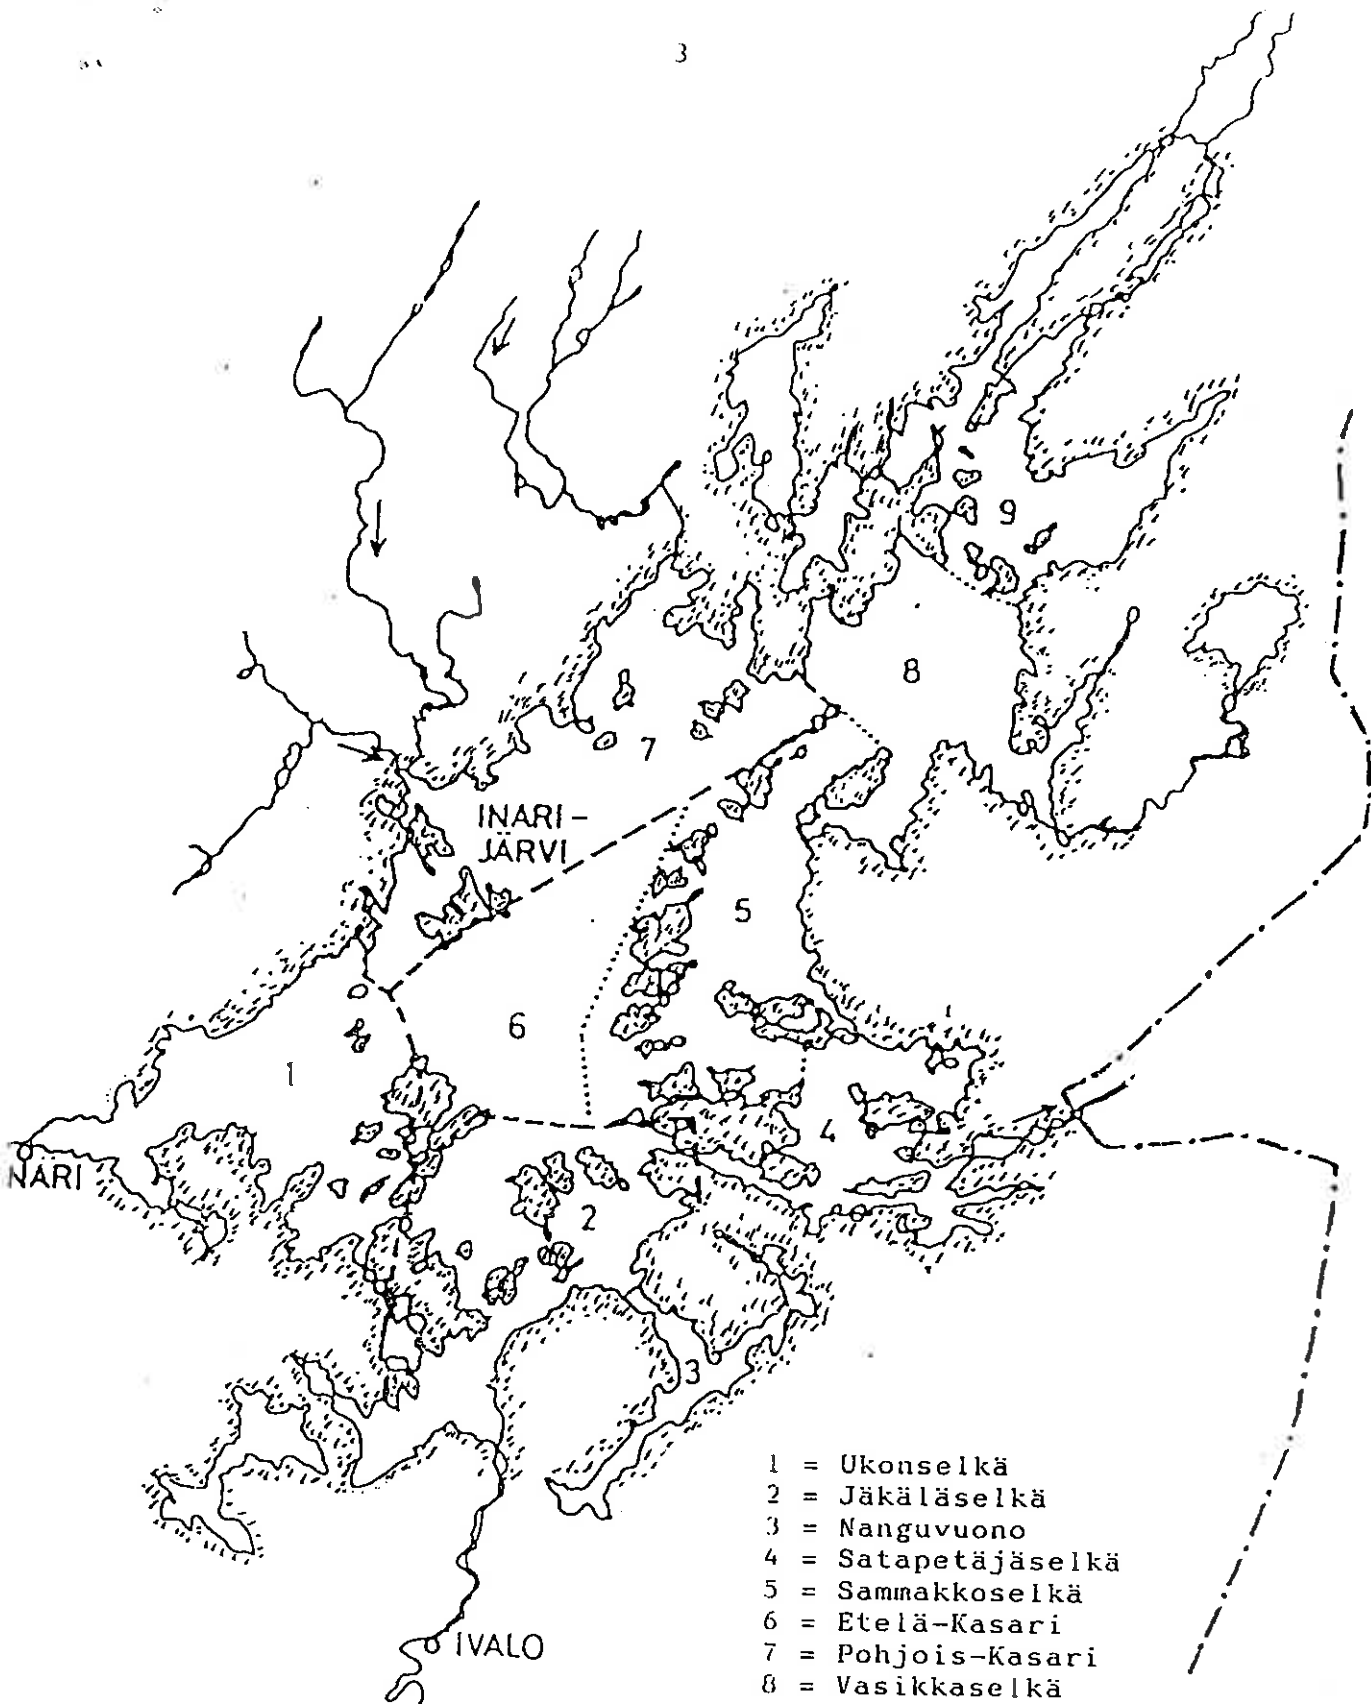 3
9
8
7
INARI-
JÄRVI
5
6
1
4
NARI
2
3
1 = Ukonselkä
2 = Jäkäläselkä
3 = Nanguvuono
4 = Satapetäjäselkä
5 = Sammakkoselkä
6 = Etelä-Kasari
7 = Pohjois-Kasari
8 = Vasikkaselkä
IVALO